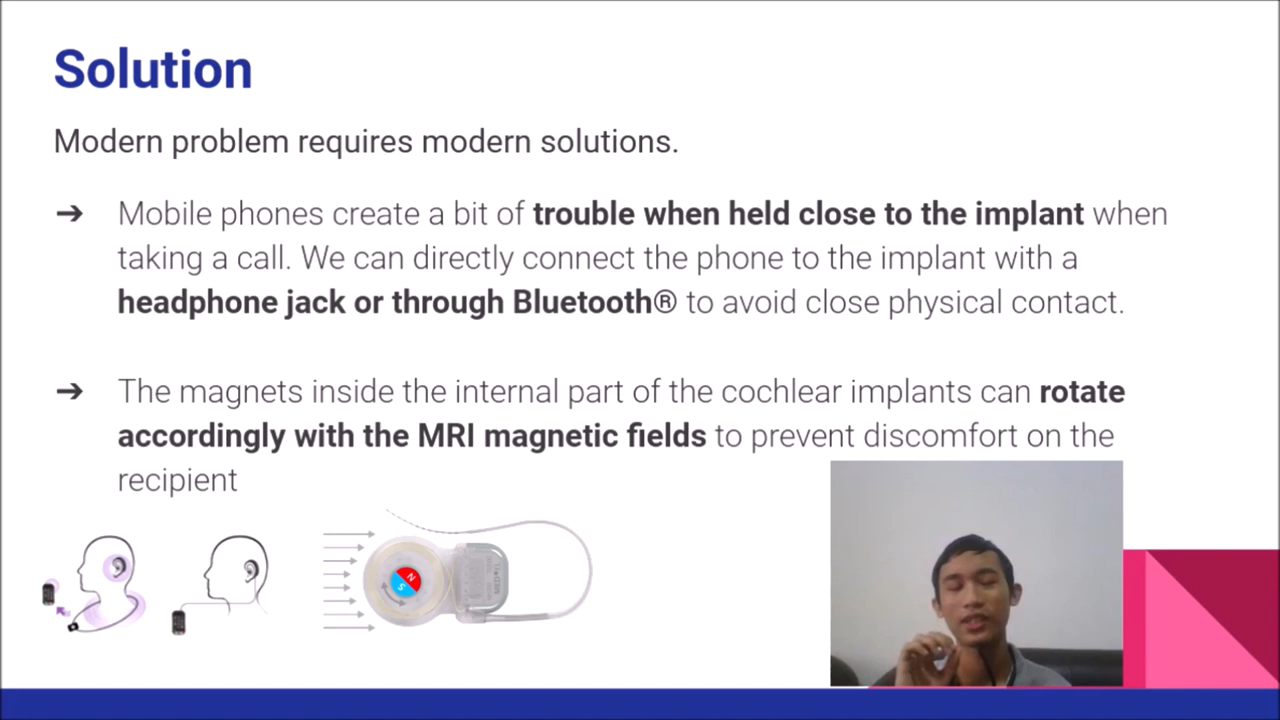 Solution
Modern problem requires modern solutions.
➔ Mobile phones create a bit of trouble when held close to the implant when
taking a call. We can directly connect the phone to the implant with a
headphone jack or through Bluetooth® to avoid close physical contact.
➔ The magnets inside the internal part of the cochlear implants can rotate
accordingly with the MRI magnetic fields to prevent discomfort on the
recipient
N
S